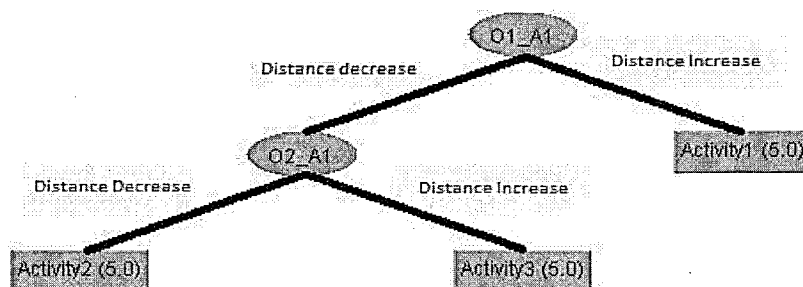 O1_A1
Distance decrease
Distance Increase
O2_A1
Activity1 (5.0)
Distance Decrease
Distance Increase
Activity2 (5.0)
Activity3 (5.0)